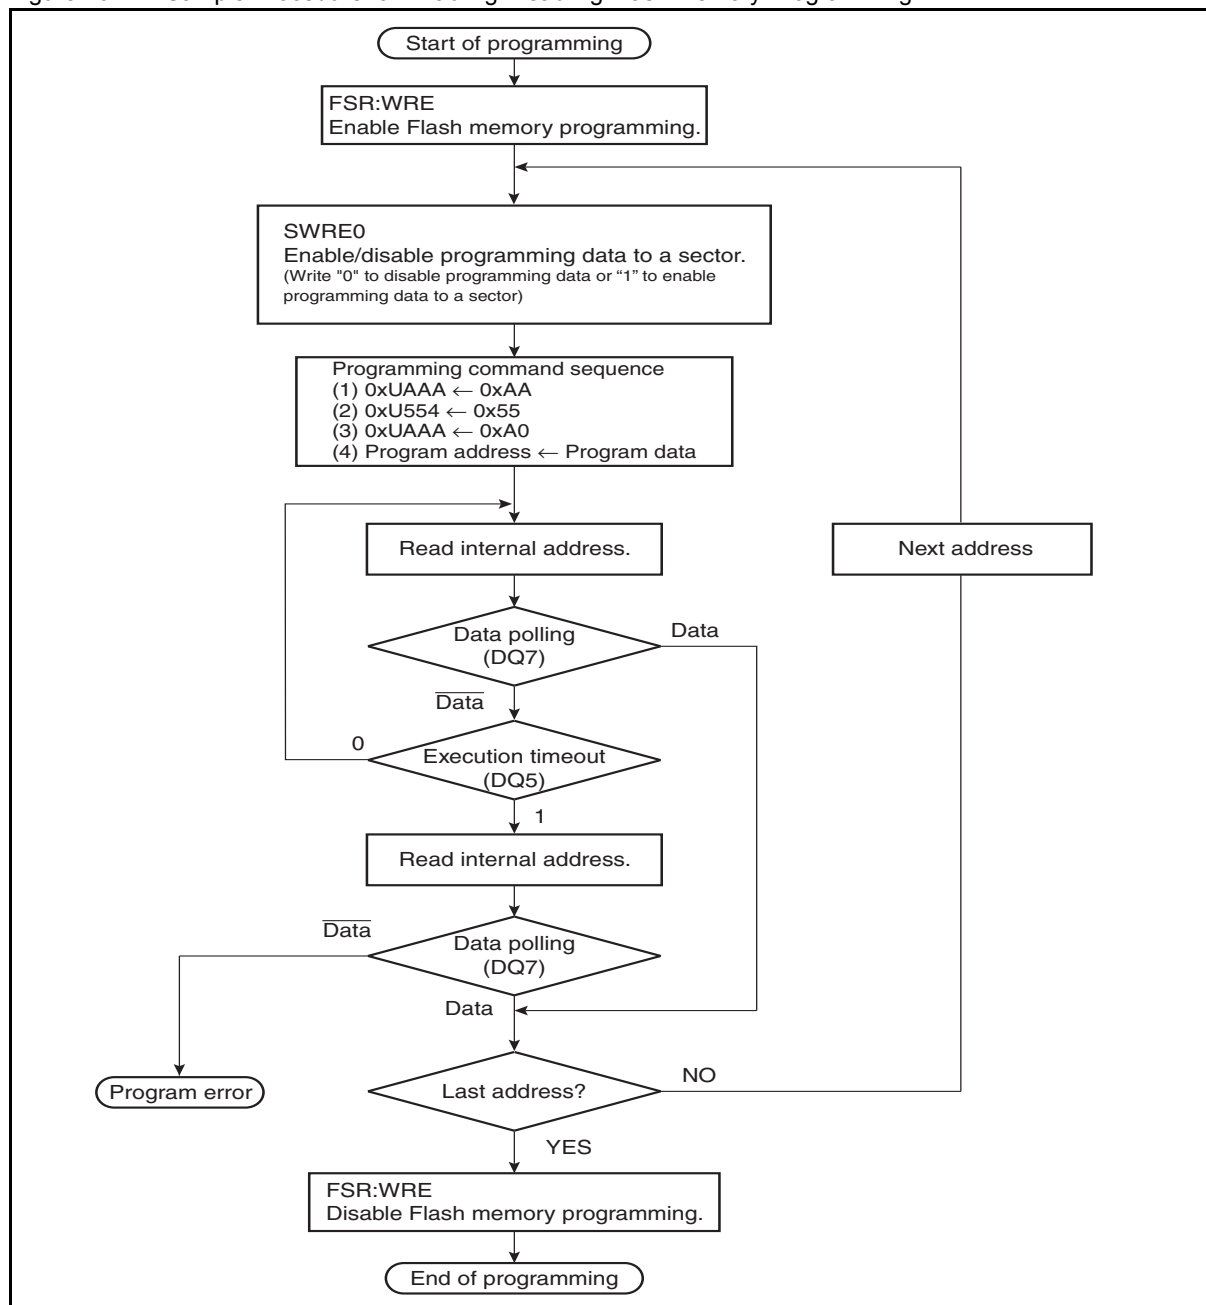 Start of programming
FSR:WRE
Enable Flash memory programming.
SWRE0
Enable/disable programming data to a sector.
(Write "0" to disable programming data or “1” to enable
programming data to a sector)
Programming command sequence
(1) 0xUAAA ← 0xAA
(2) 0xU554 ← 0x55
(3) 0xUAAA ← 0xA0
(4) Program address ← Program data
Read internal address.
Next address
Data polling
(DQ7)
Data
D̅a̅t̅a̅
Execution timeout
(DQ5)
0
1
Read internal address.
D̅a̅t̅a̅
Data polling
(DQ7)
Data
Program error
Last address?
NO
YES
FSR:WRE
Disable Flash memory programming.
End of programming